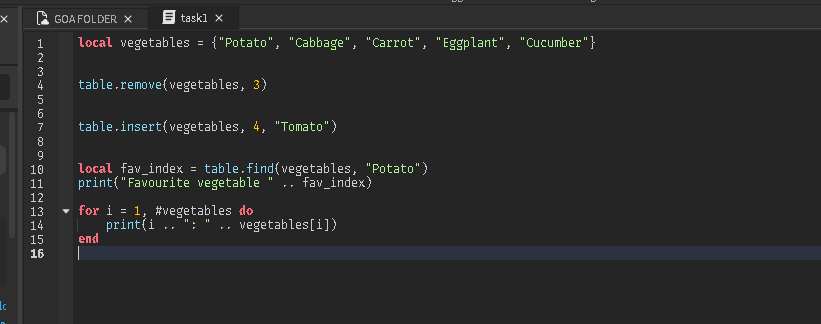 GOAFOLDER × task1 ×
1 local vegetables = {"Potato", "Cabbage", "Carrot", "Eggplant", "Cucumber"}
2
3
4 table.remove(vegetables, 3)
5
6
7 table.insert(vegetables, 4, "Tomato")
8
9
10 local fav_index = table.find(vegetables, "Potato")
11 print("Favourite vegetable " .. fav_index)
12
13 for i = 1, #vegetables do
14 print(i .. ": " .. vegetables[i])
15 end
16